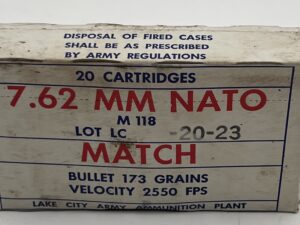 DISPOSAL OF FIRED CASES
SHALL BE AS PRESCRIBED
BY ARMY REGULATIONS
20 CARTRIDGES
7.62 MM NATO
M 118
LOT LC -20-23
MATCH
BULLET 173 GRAINS
VELOCITY 2550 FPS
LAKE CITY ARMY AMMUNITION PLANT